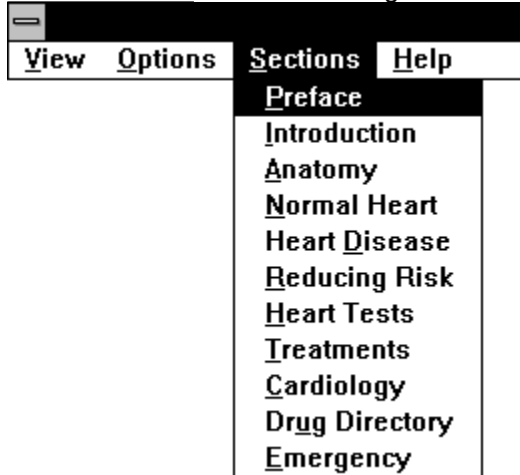 View Options Sections Help
Preface
Introduction
Anatomy
Normal Heart
Heart Disease
Reducing Risk
Heart Tests
Treatments
Cardiology
Drug Directory
Emergency